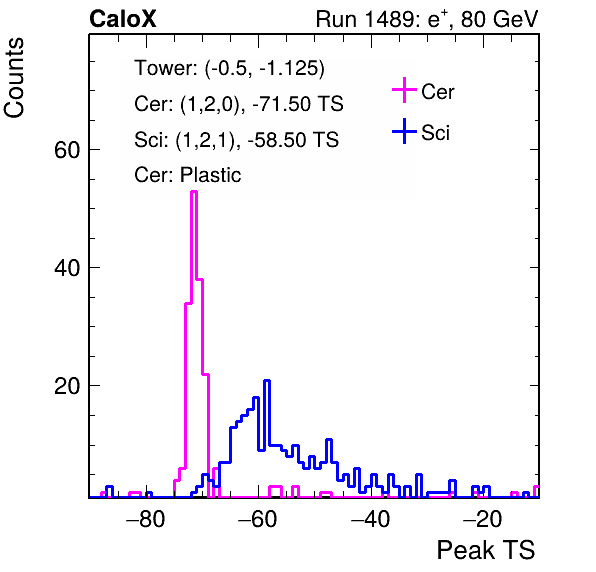 CaloX Run 1489: e+, 80 GeV
Counts
Tower: (-0.5, -1.125)
Cer: (1,2,0), -71.50 TS
Sci: (1,2,1), -58.50 TS
Cer: Plastic
Cer
Sci
60
40
20
−80 −60 −40 −20
Peak TS